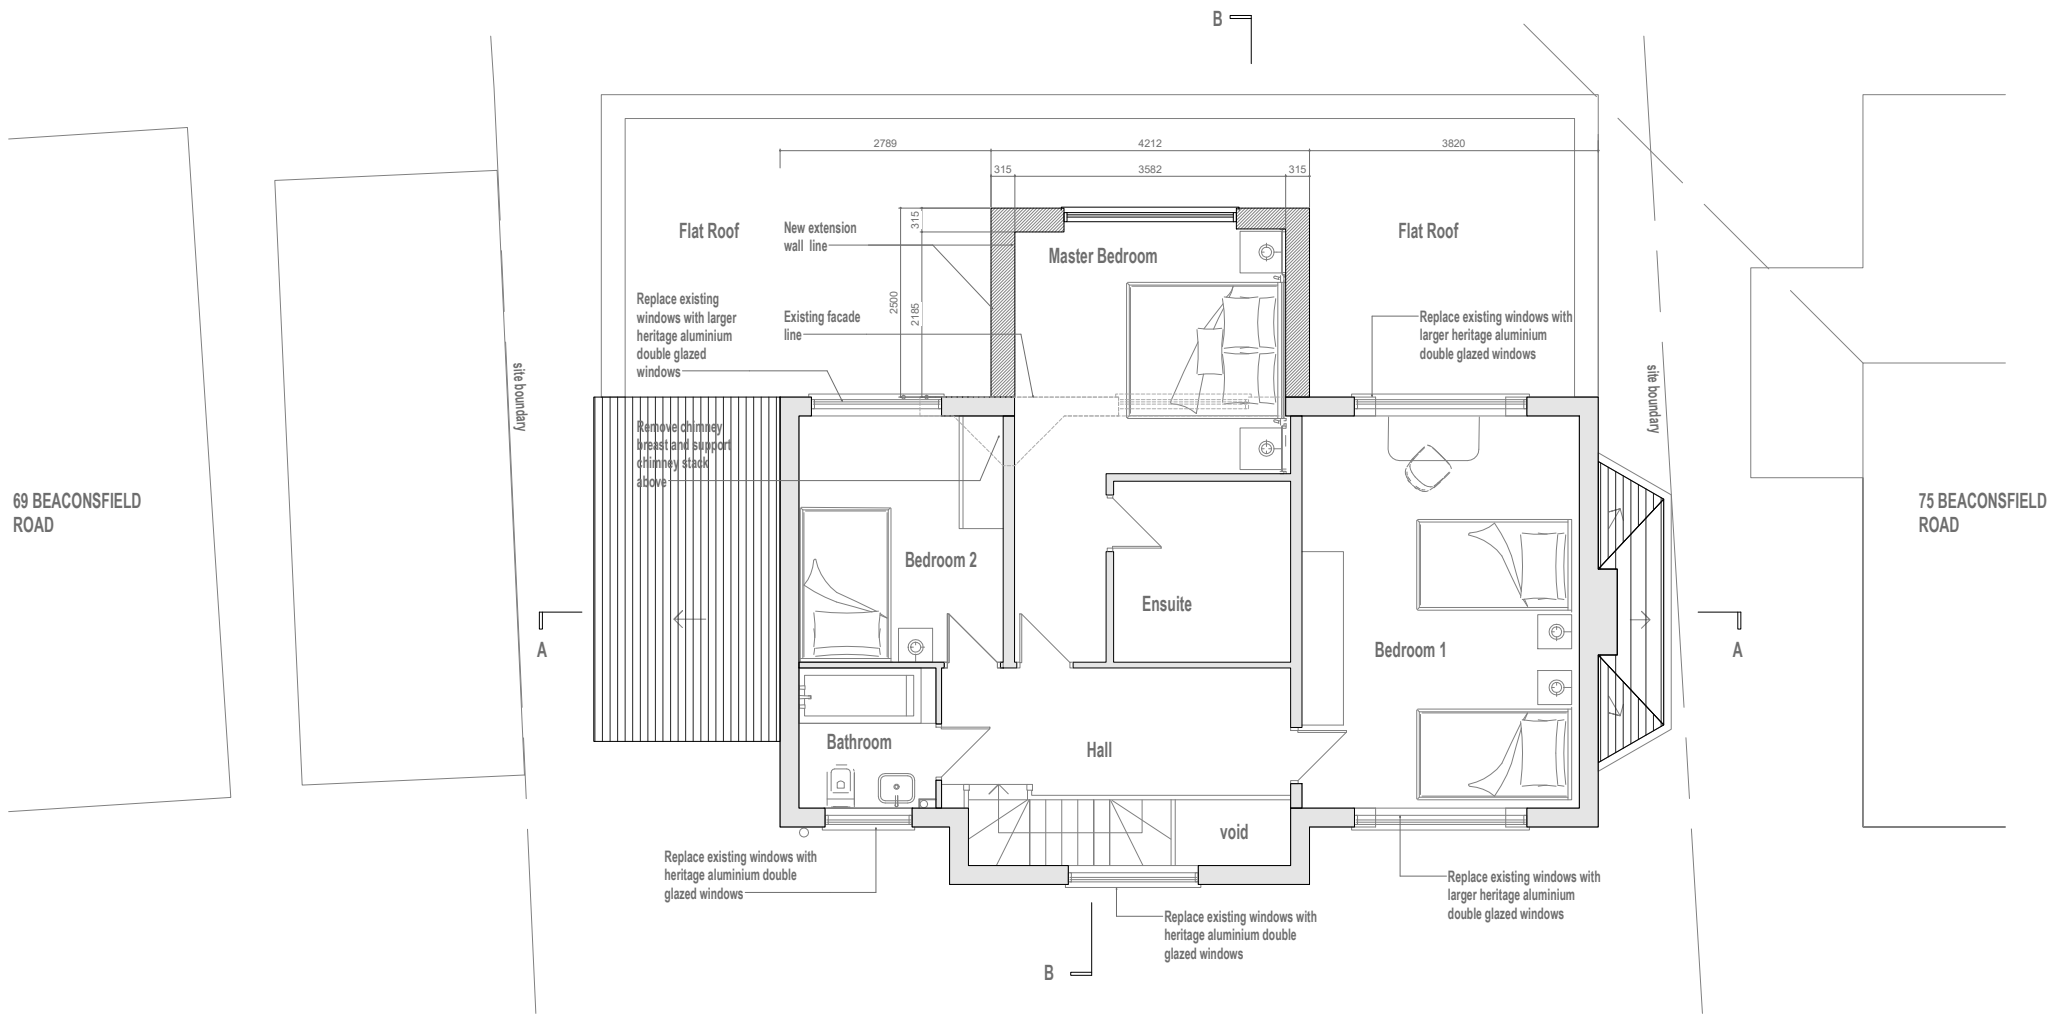 B
2789
4212
3820
315
3582
315
315
2500
2185
Flat Roof
New extension
wall line
Master Bedroom
Flat Roof
Replace existing
windows with larger
heritage aluminium
double glazed
windows
Existing facade
line
Replace existing windows with
larger heritage aluminium
double glazed windows
site boundary
site boundary
Remove chimney
breast and support
chimney stack
above
69 BEACONSFIELD
ROAD
75 BEACONSFIELD
ROAD
Bedroom 2
Ensuite
Bedroom 1
A
A
Bathroom
Hall
void
Replace existing windows with
heritage aluminium double
glazed windows
Replace existing windows with
larger heritage aluminium
double glazed windows
Replace existing windows with
heritage aluminium double
glazed windows
B